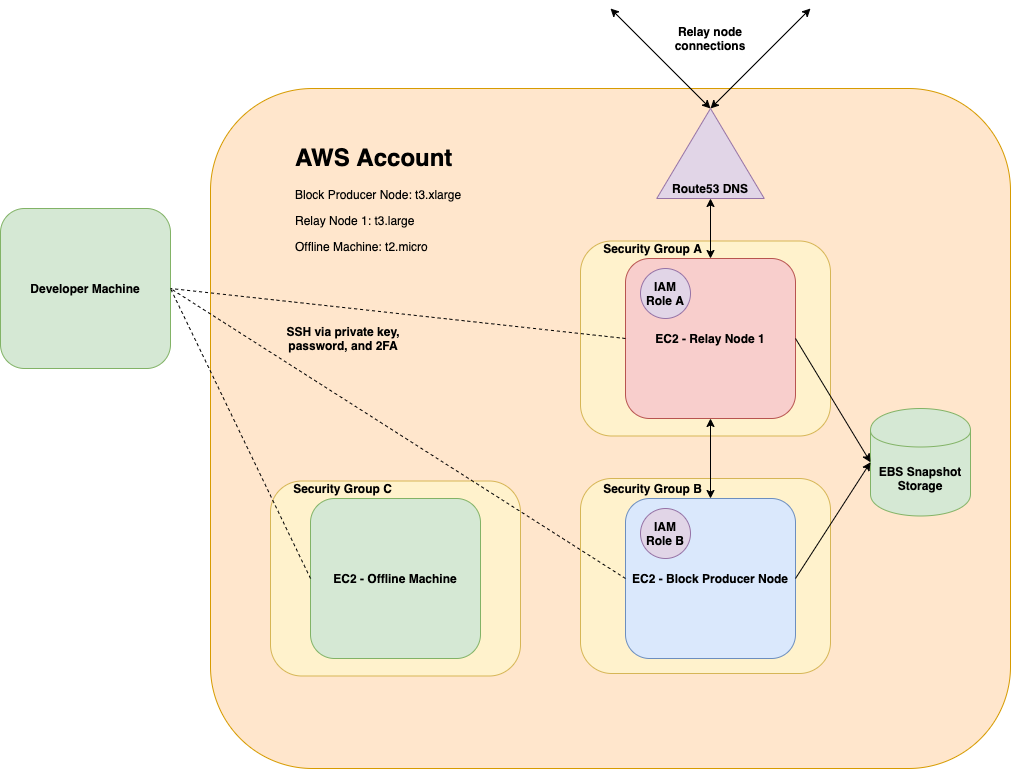 Relay node
connections
AWS Account
Block Producer Node: t3.xlarge
Relay Node 1: t3.large
Offline Machine: t2.micro
Route53 DNS
Security Group A
IAM
Role A
EC2 - Relay Node 1
Developer Machine
SSH via private key,
password, and 2FA
EBS Snapshot
Storage
Security Group C
EC2 - Offline Machine
Security Group B
IAM
Role B
EC2 - Block Producer Node